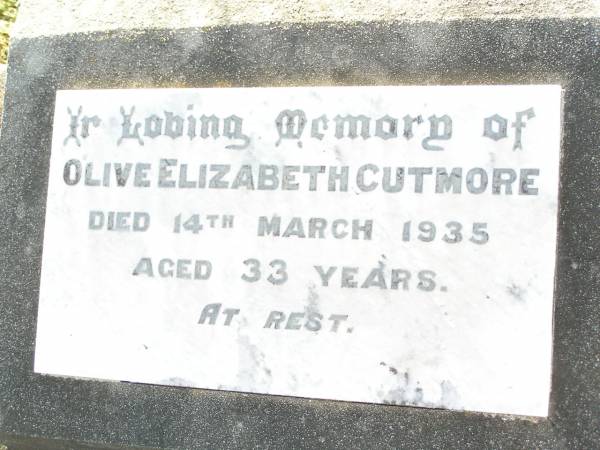 In Loving Memory of
OLIVE ELIZABETH CUTMORE
DIED 14TH MARCH 1935
AGED 33 YEARS.
AT REST.